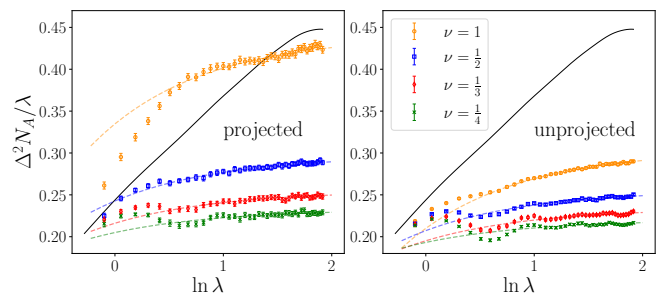 Δ²N_A/λ
0.45
0.40
0.35
0.30
0.25
0.20
projected
0
1
2
ln λ
ν = 1
ν = 1/2
ν = 1/3
ν = 1/4
unprojected
0
1
2
ln λ